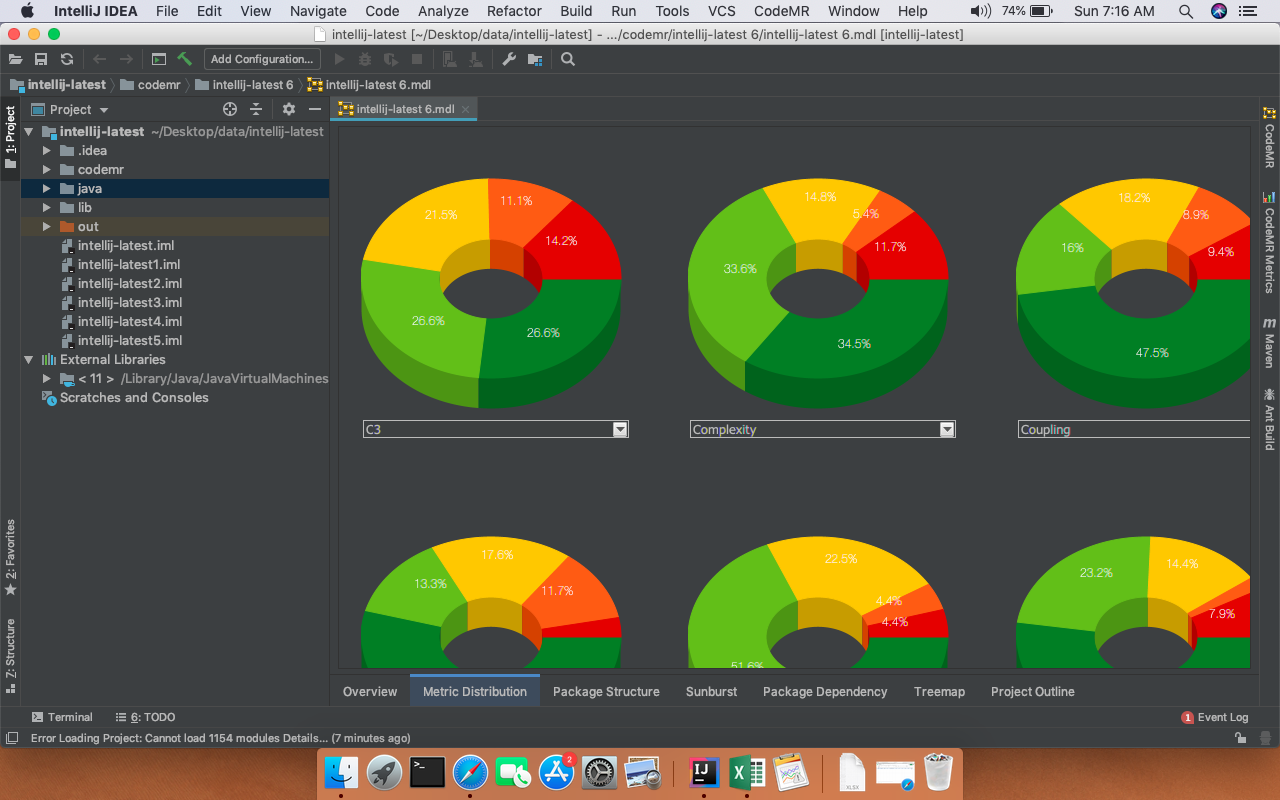 IntelliJ IDEA File Edit View Navigate Code Analyze Refactor Build Run Tools VCS CodeMR Window Help 74% Sun 7:16 AM
intellij-latest [~/Desktop/data/intellij-latest] - .../codemr/intellij-latest 6/intellij-latest 6.mdl [intellij-latest]
Add Configuration...
intellij-latest codemr intellij-latest 6 intellij-latest 6.mdl
1: Project
2: Favorites
Z: Structure
Project
intellij-latest ~/Desktop/data/intellij-latest
.idea
codemr
java
lib
out
intellij-latest.iml
intellij-latest1.iml
intellij-latest2.iml
intellij-latest3.iml
intellij-latest4.iml
intellij-latest5.iml
External Libraries
< 11 > /Library/Java/JavaVirtualMachines
Scratches and Consoles
intellij-latest 6.mdl
21.5%
11.1%
14.2%
26.6%
26.6%
C3
14.8%
5.4%
11.7%
33.6%
34.5%
Complexity
18.2%
8.9%
9.4%
16%
47.5%
Coupling
17.6%
13.3%
11.7%
22.5%
4.4%
4.4%
51.6%
23.2%
14.4%
7.9%
CodeMR
CodeMR Metrics
m Maven
Ant Build
Overview Metric Distribution Package Structure Sunburst Package Dependency Treemap Project Outline
Terminal 6: TODO 1 Event Log
Error Loading Project: Cannot load 1154 modules Details... (7 minutes ago)
>_
2
IJ
X
XLSX